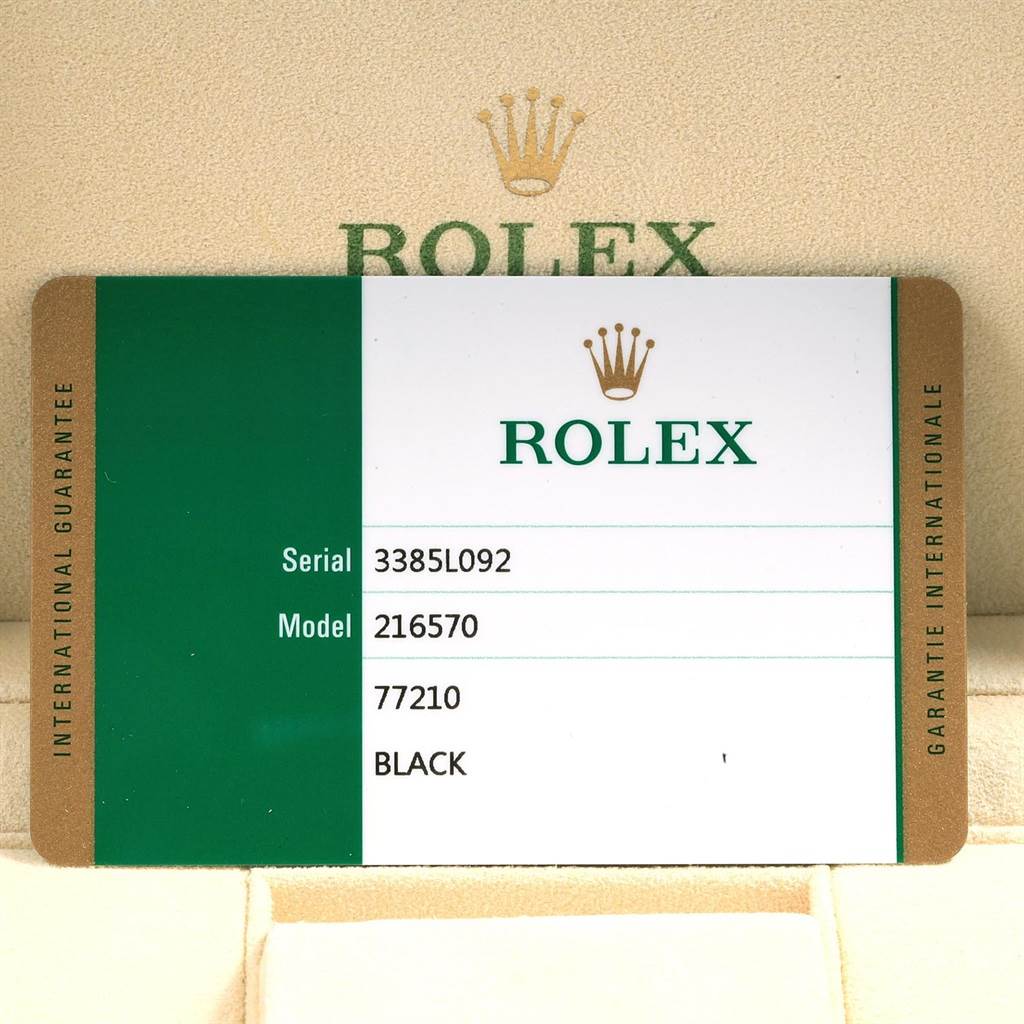 ROLEX
ROLEX
INTERNATIONAL GUARANTEE
Serial 3385L092
Model 216570
77210
BLACK
GARANTIE INTERNATIONALE